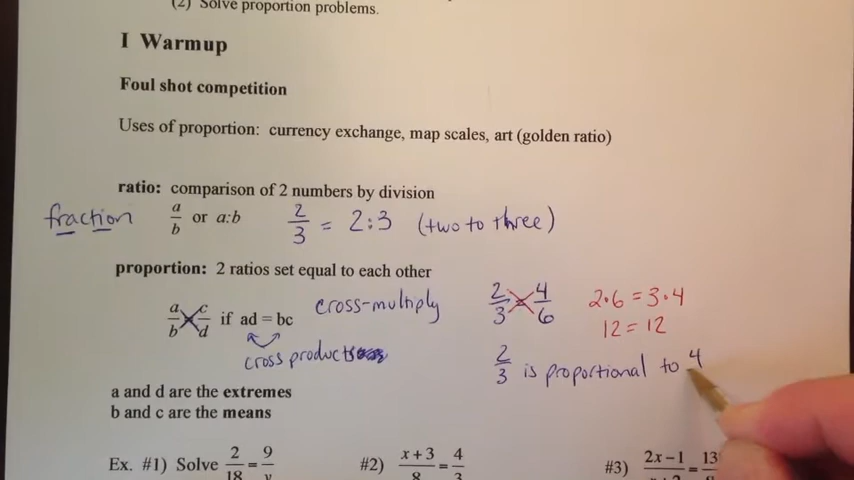 (2) Solve proportion problems.
I Warmup
Foul shot competition
Uses of proportion: currency exchange, map scales, art (golden ratio)
ratio: comparison of 2 numbers by division
fraction a/b or a:b 2/3 = 2:3 (two to three)
proportion: 2 ratios set equal to each other
a/b c/d if ad = bc cross-multiply 2/3 4/6 2·6 = 3·4
12 = 12
cross products
2/3 is proportional to 4
a and d are the extremes
b and c are the means
Ex. #1) Solve 2/18 = 9/y #2) x+3/8 = 4/3 #3) 2x−1 = 13